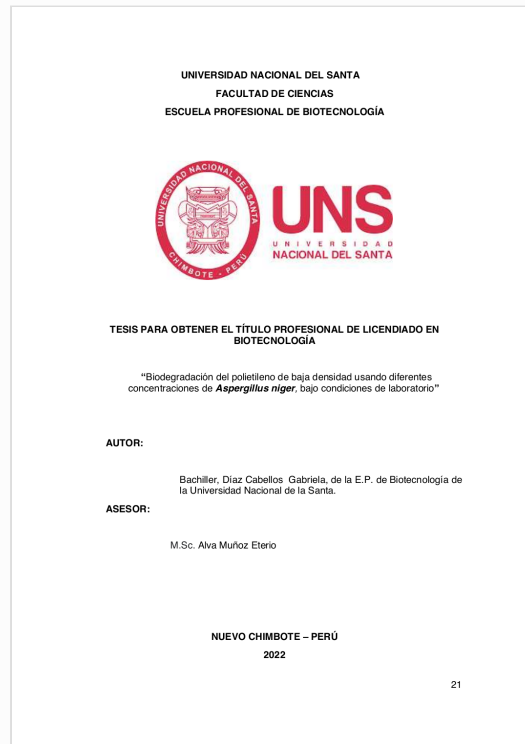 UNIVERSIDAD NACIONAL DEL SANTA
FACULTAD DE CIENCIAS
ESCUELA PROFESIONAL DE BIOTECNOLOGÍA
UNIVERSIDAD NACIONAL DEL SANTA
CHIMBOTE - PERÚ
UNS
UNIVERSIDAD
NACIONAL DEL SANTA
TESIS PARA OBTENER EL TÍTULO PROFESIONAL DE LICENDIADO EN
BIOTECNOLOGÍA
“Biodegradación del polietileno de baja densidad usando diferentes
concentraciones de Aspergillus niger, bajo condiciones de laboratorio”
AUTOR:
Bachiller, Díaz Cabellos Gabriela, de la E.P. de Biotecnología de
la Universidad Nacional de la Santa.
ASESOR:
M.Sc. Alva Muñoz Eterio
NUEVO CHIMBOTE – PERÚ
2022
21